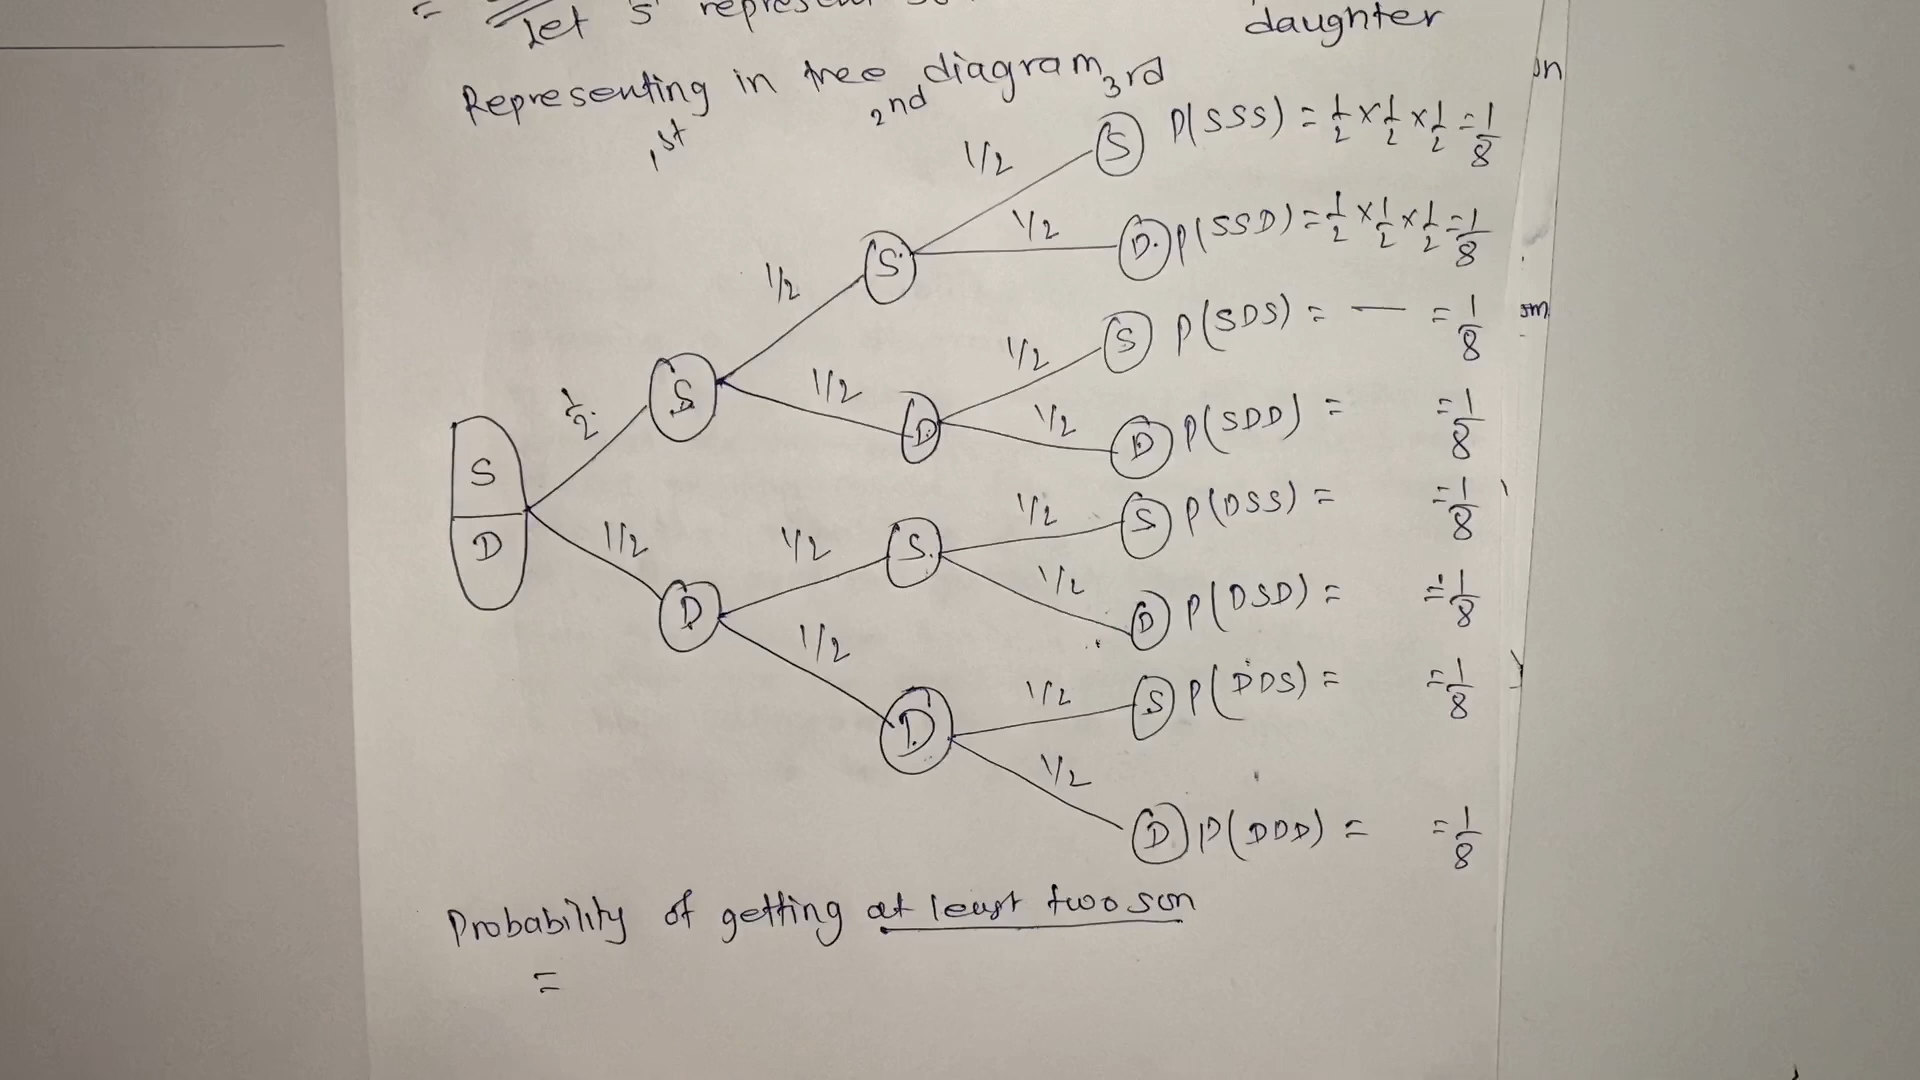 let S represent
daughter
Representing in tree diagram,
1st 2nd 3rd
1/2 S P(SSS) = 1/2 × 1/2 × 1/2 = 1/8
1/2 S 1/2 D P(SSD) = 1/2 × 1/2 × 1/2 = 1/8
1/2 S 1/2 D 1/2 S P(SDS) = — = 1/8
1/2 D P(SDD) = = 1/8
S
D
1/2 D 1/2 S 1/2 S P(DSS) = = 1/8
1/2 D P(DSD) = = 1/8
1/2 D 1/2 S P(DDS) = = 1/8
1/2 D P(DDD) = = 1/8
Probability of getting at least two son
=